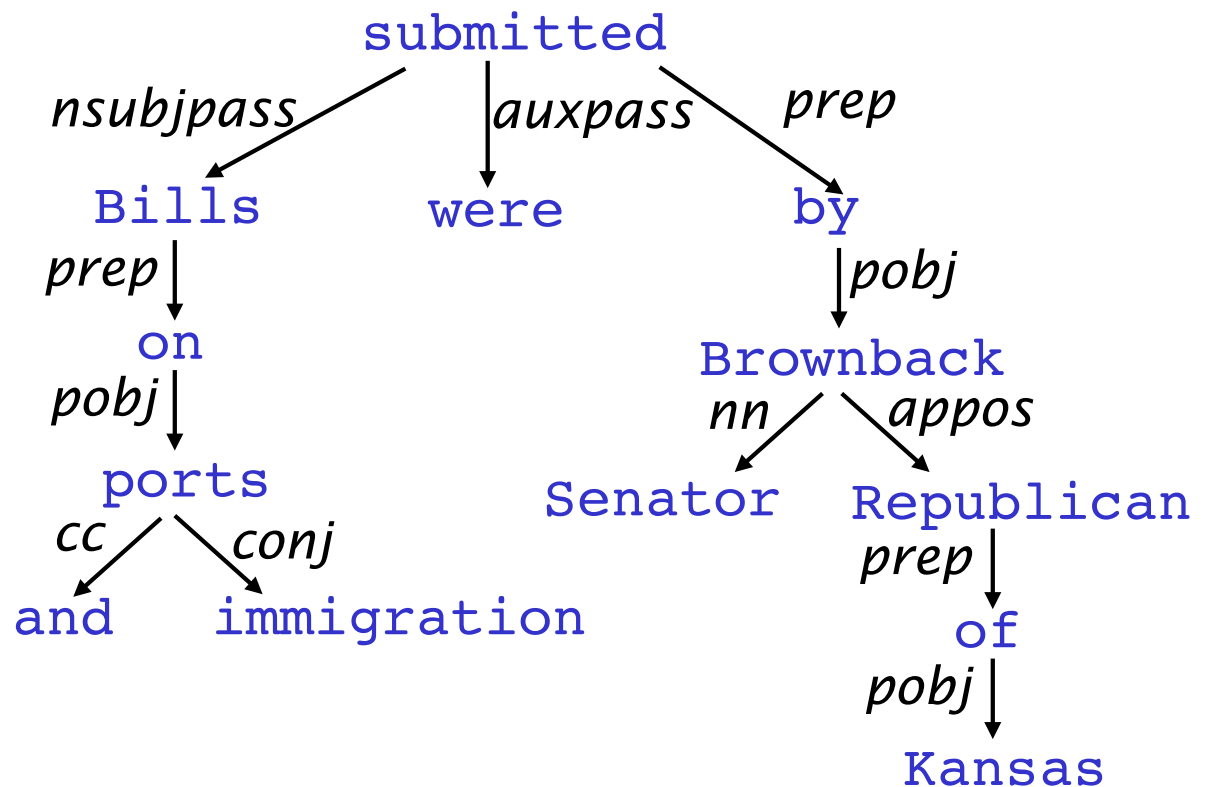 submitted
nsubjpass auxpass prep
Bills were by
prep pobj
on Brownback
pobj nn appos
ports Senator Republican
cc conj prep
and immigration of
pobj
Kansas